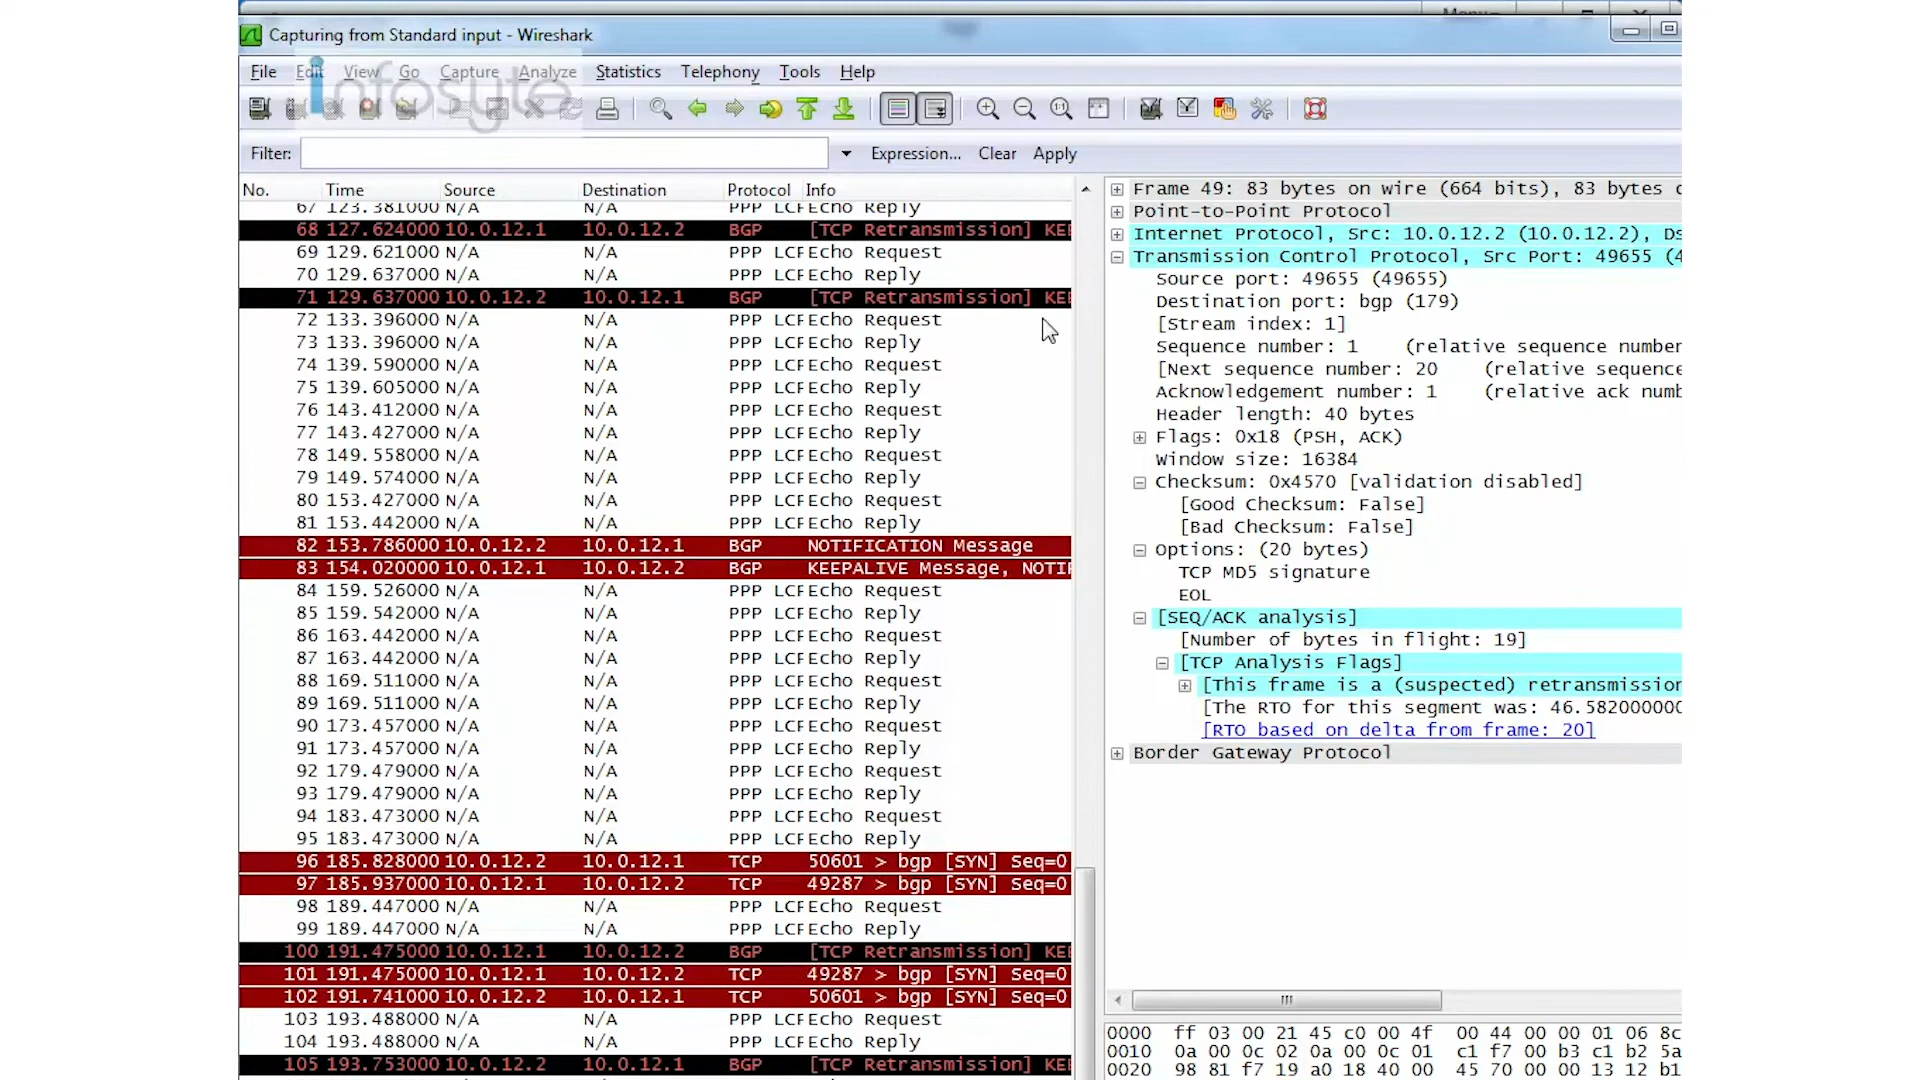 Capturing from Standard input - Wireshark
infosyte
File Edit View Go Capture Analyze Statistics Telephony Tools Help
Filter: Expression... Clear Apply
No. Time Source Destination Protocol Info
67 123.381000 N/A N/A PPP LCP Echo Reply
68 127.624000 10.0.12.1 10.0.12.2 BGP [TCP Retransmission] KEE
69 129.621000 N/A N/A PPP LCP Echo Request
70 129.637000 N/A N/A PPP LCP Echo Reply
71 129.637000 10.0.12.2 10.0.12.1 BGP [TCP Retransmission] KEE
72 133.396000 N/A N/A PPP LCP Echo Request
73 133.396000 N/A N/A PPP LCP Echo Reply
74 139.590000 N/A N/A PPP LCP Echo Request
75 139.605000 N/A N/A PPP LCP Echo Reply
76 143.412000 N/A N/A PPP LCP Echo Request
77 143.427000 N/A N/A PPP LCP Echo Reply
78 149.558000 N/A N/A PPP LCP Echo Request
79 149.574000 N/A N/A PPP LCP Echo Reply
80 153.427000 N/A N/A PPP LCP Echo Request
81 153.442000 N/A N/A PPP LCP Echo Reply
82 153.786000 10.0.12.2 10.0.12.1 BGP NOTIFICATION Message
83 154.020000 10.0.12.1 10.0.12.2 BGP KEEPALIVE Message, NOTIF
84 159.526000 N/A N/A PPP LCP Echo Request
85 159.542000 N/A N/A PPP LCP Echo Reply
86 163.442000 N/A N/A PPP LCP Echo Request
87 163.442000 N/A N/A PPP LCP Echo Reply
88 169.511000 N/A N/A PPP LCP Echo Request
89 169.511000 N/A N/A PPP LCP Echo Reply
90 173.457000 N/A N/A PPP LCP Echo Request
91 173.457000 N/A N/A PPP LCP Echo Reply
92 179.479000 N/A N/A PPP LCP Echo Request
93 179.479000 N/A N/A PPP LCP Echo Reply
94 183.473000 N/A N/A PPP LCP Echo Request
95 183.473000 N/A N/A PPP LCP Echo Reply
96 185.828000 10.0.12.2 10.0.12.1 TCP 50601 > bgp [SYN] Seq=0
97 185.937000 10.0.12.1 10.0.12.2 TCP 49287 > bgp [SYN] Seq=0
98 189.447000 N/A N/A PPP LCP Echo Request
99 189.447000 N/A N/A PPP LCP Echo Reply
100 191.475000 10.0.12.1 10.0.12.2 BGP [TCP Retransmission] KEE
101 191.475000 10.0.12.1 10.0.12.2 TCP 49287 > bgp [SYN] Seq=0
102 191.741000 10.0.12.2 10.0.12.1 TCP 50601 > bgp [SYN] Seq=0
103 193.488000 N/A N/A PPP LCP Echo Request
104 193.488000 N/A N/A PPP LCP Echo Reply
105 193.753000 10.0.12.2 10.0.12.1 BGP [TCP Retransmission] KEE
Frame 49: 83 bytes on wire (664 bits), 83 bytes c
Point-to-Point Protocol
Internet Protocol, Src: 10.0.12.2 (10.0.12.2), Ds
Transmission Control Protocol, Src Port: 49655 (4
Source port: 49655 (49655)
Destination port: bgp (179)
[Stream index: 1]
Sequence number: 1 (relative sequence number
[Next sequence number: 20 (relative sequence
Acknowledgement number: 1 (relative ack numb
Header length: 40 bytes
Flags: 0x18 (PSH, ACK)
Window size: 16384
Checksum: 0x4570 [validation disabled]
[Good Checksum: False]
[Bad Checksum: False]
Options: (20 bytes)
TCP MD5 signature
EOL
[SEQ/ACK analysis]
[Number of bytes in flight: 19]
[TCP Analysis Flags]
[This frame is a (suspected) retransmission
[The RTO for this segment was: 46.582000000
[RTO based on delta from frame: 20]
Border Gateway Protocol
0000 ff 03 00 21 45 c0 00 4f 00 44 00 00 01 06 8c
0010 0a 00 0c 02 0a 00 0c 01 c1 f7 00 b3 c1 b2 5a
0020 98 81 f7 19 a0 18 40 00 45 70 00 00 13 12 b1